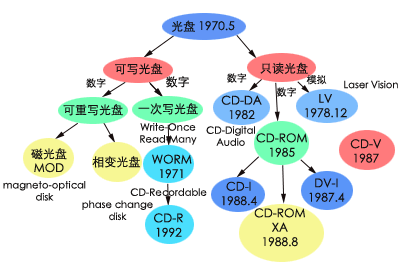 光盘 1970.5
可写光盘
只读光盘
数字
数字
数字
数字
模拟
Laser Vision
可重写光盘
一次写光盘
CD-DA
1982
LV
1978.12
Write-Once
Read-Many
CD-Digital
Audio
磁光盘
MOD
相变光盘
WORM
1971
CD-ROM
1985
CD-V
1987
magneto-optical
disk
phase change
disk
CD-Recordable
CD-R
1992
CD-I
1988.4
DV-I
1987.4
CD-ROM
XA
1988.8